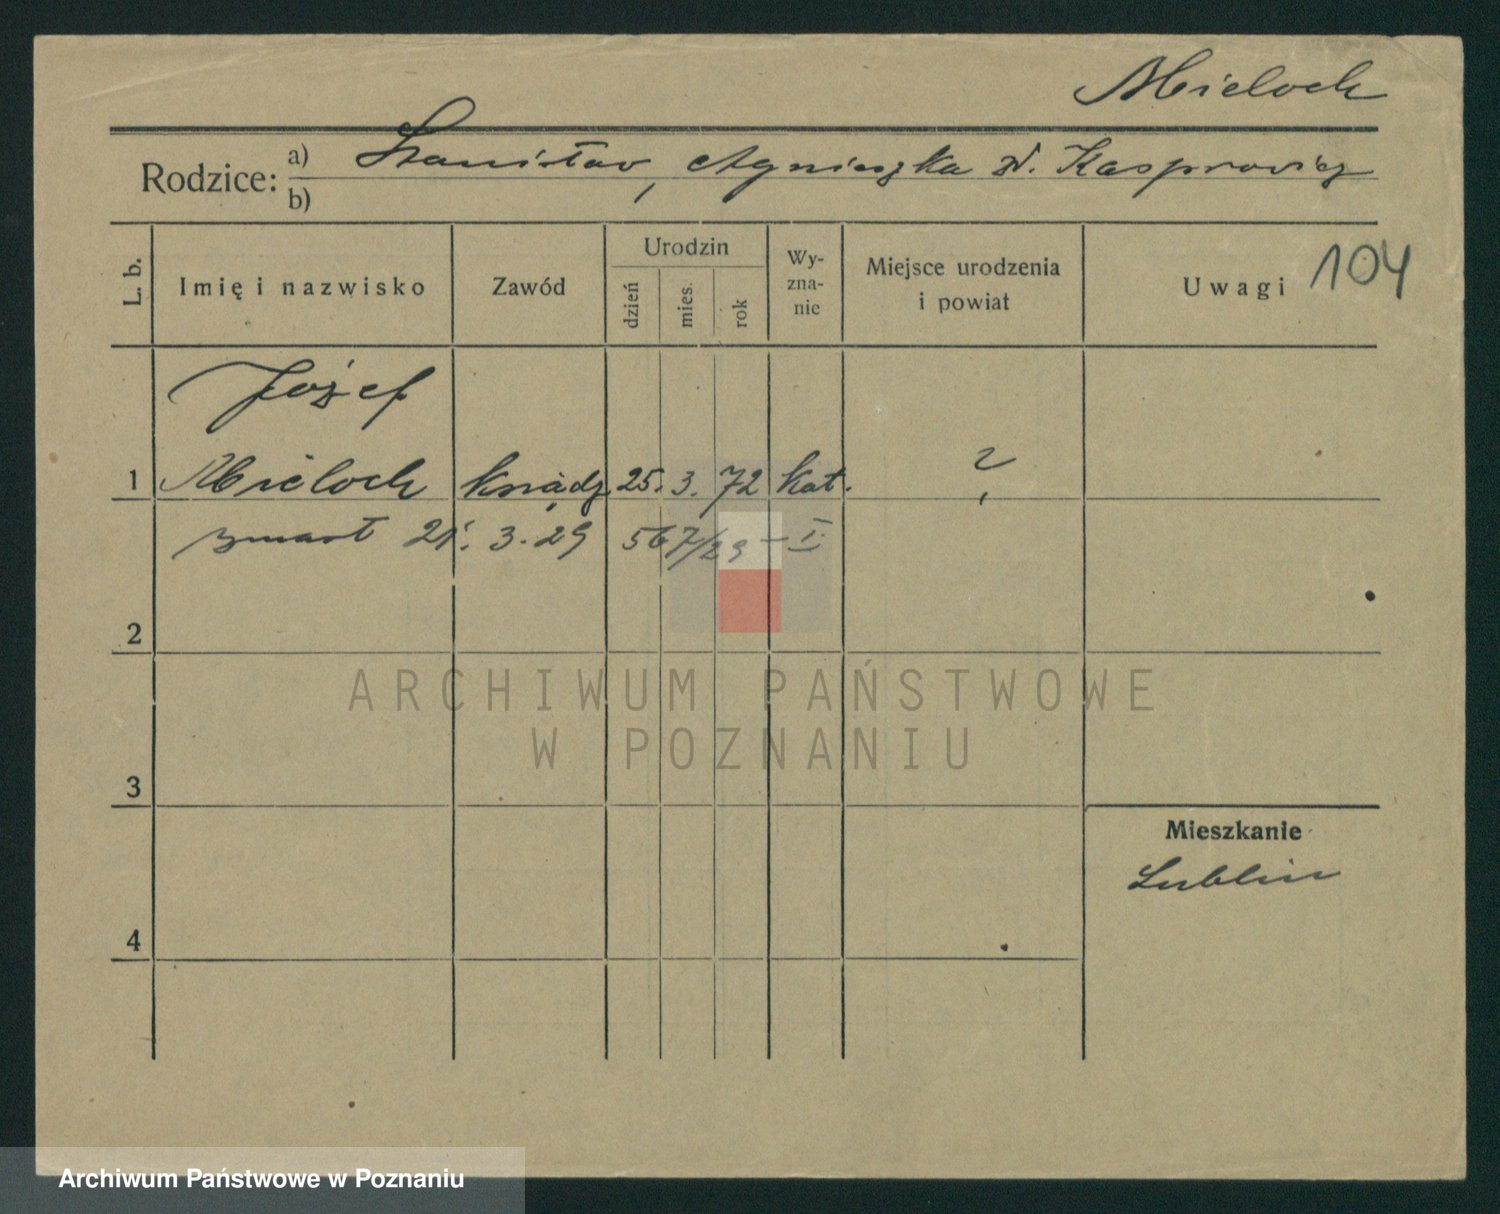 Mieloch
Rodzice: a) Stanisław, Agnieszka z d. Kasprowicz
b)
L. b. Imię i nazwisko Zawód Urodzin dzień mies. rok Wy-zna-nie Miejsce urodzenia i powiat Uwagi 104
Józef
1 Mieloch ksiądz 25. 3. 72 kat. ?
zmarł 21. 3. 29 567/29 – I.
2
ARCHIWUM PAŃSTWOWE
W POZNANIU
3
Mieszkanie
Lublin
4
Archiwum Państwowe w Poznaniu